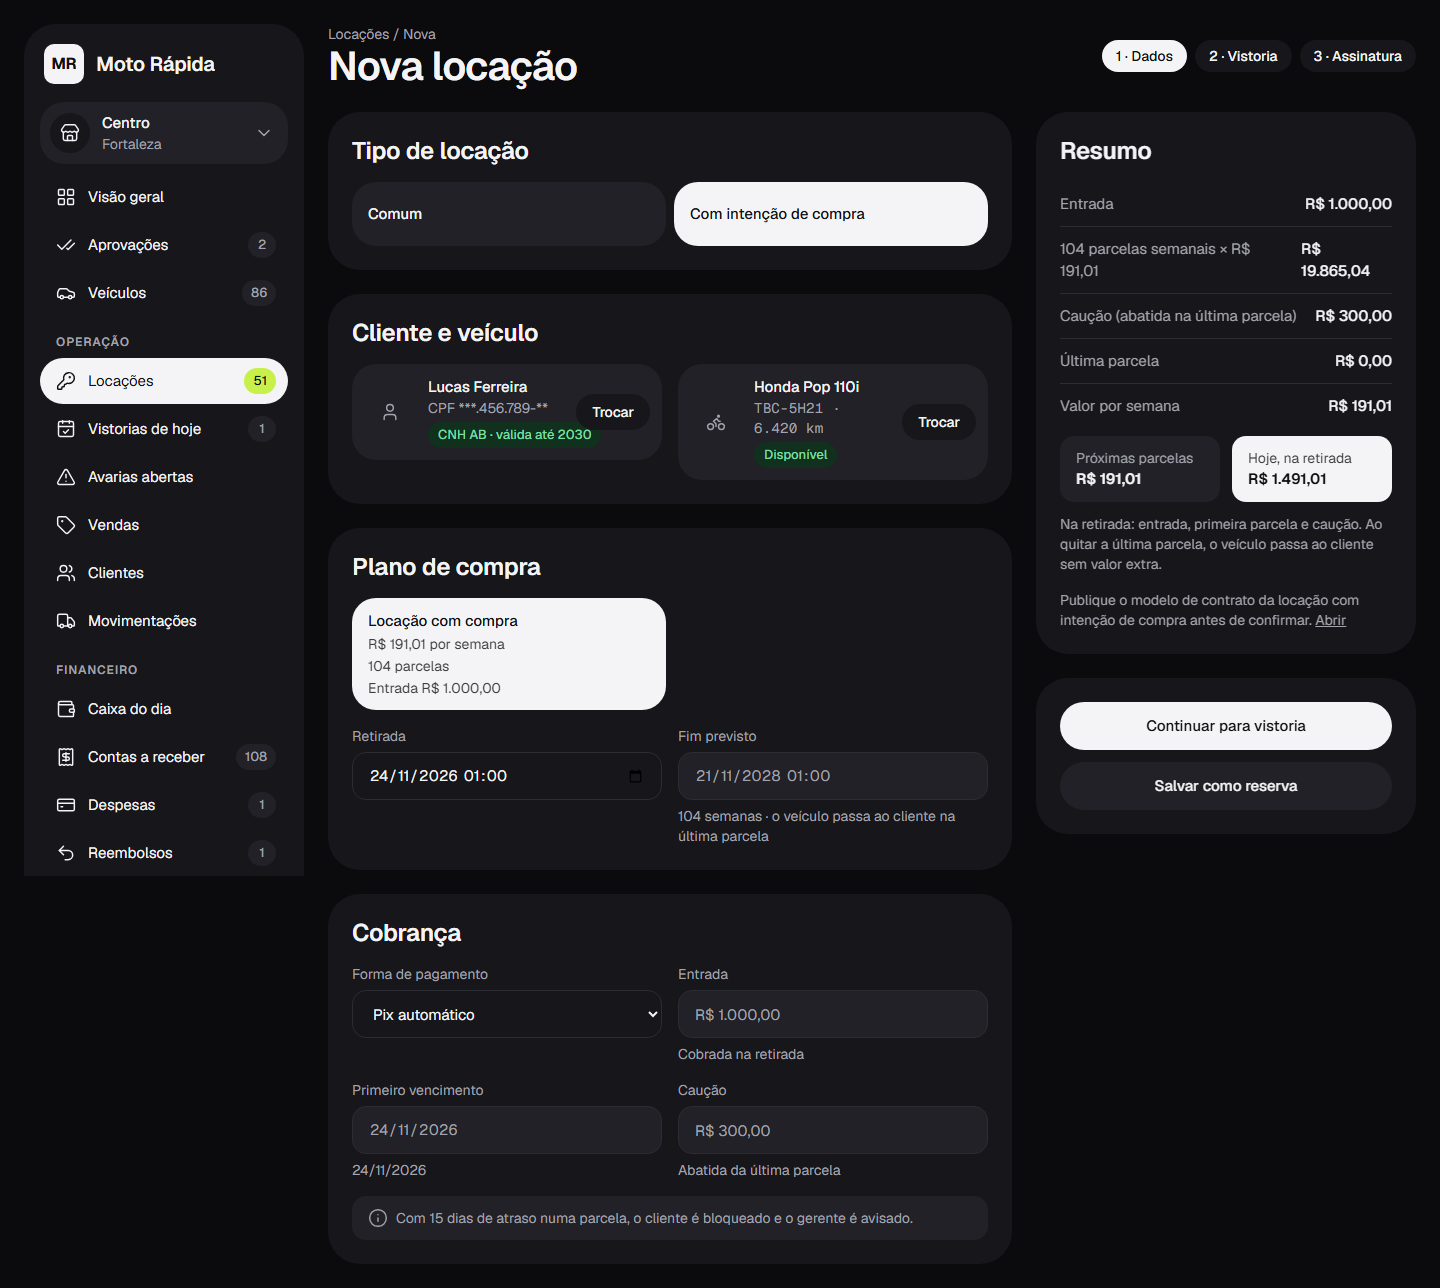 MR
Moto Rápida
Centro
Fortaleza
Visão geral
Aprovações 2
Veículos 86
OPERAÇÃO
Locações 51
Vistorias de hoje 1
Avarias abertas
Vendas
Clientes
Movimentações
FINANCEIRO
Caixa do dia
Contas a receber 108
Despesas 1
Reembolsos 1
Locações / Nova
Nova locação
1 · Dados
2 · Vistoria
3 · Assinatura
Tipo de locação
Comum
Com intenção de compra
Cliente e veículo
Lucas Ferreira
CPF ***.456.789-**
CNH AB · válida até 2030
Trocar
Honda Pop 110i
TBC-5H21 ·
6.420 km
Disponível
Trocar
Plano de compra
Locação com compra
R$ 191,01 por semana
104 parcelas
Entrada R$ 1.000,00
Retirada
24/11/2026 01:00
Fim previsto
21/11/2028 01:00
104 semanas · o veículo passa ao cliente na
última parcela
Cobrança
Forma de pagamento
Pix automático
Entrada
R$ 1.000,00
Cobrada na retirada
Primeiro vencimento
24/11/2026
24/11/2026
Caução
R$ 300,00
Abatida da última parcela
Com 15 dias de atraso numa parcela, o cliente é bloqueado e o gerente é avisado.
Resumo
Entrada R$ 1.000,00
104 parcelas semanais × R$
191,01
R$
19.865,04
Caução (abatida na última parcela) R$ 300,00
Última parcela R$ 0,00
Valor por semana R$ 191,01
Próximas parcelas
R$ 191,01
Hoje, na retirada
R$ 1.491,01
Na retirada: entrada, primeira parcela e caução. Ao
quitar a última parcela, o veículo passa ao cliente
sem valor extra.
Publique o modelo de contrato da locação com
intenção de compra antes de confirmar. Abrir
Continuar para vistoria
Salvar como reserva